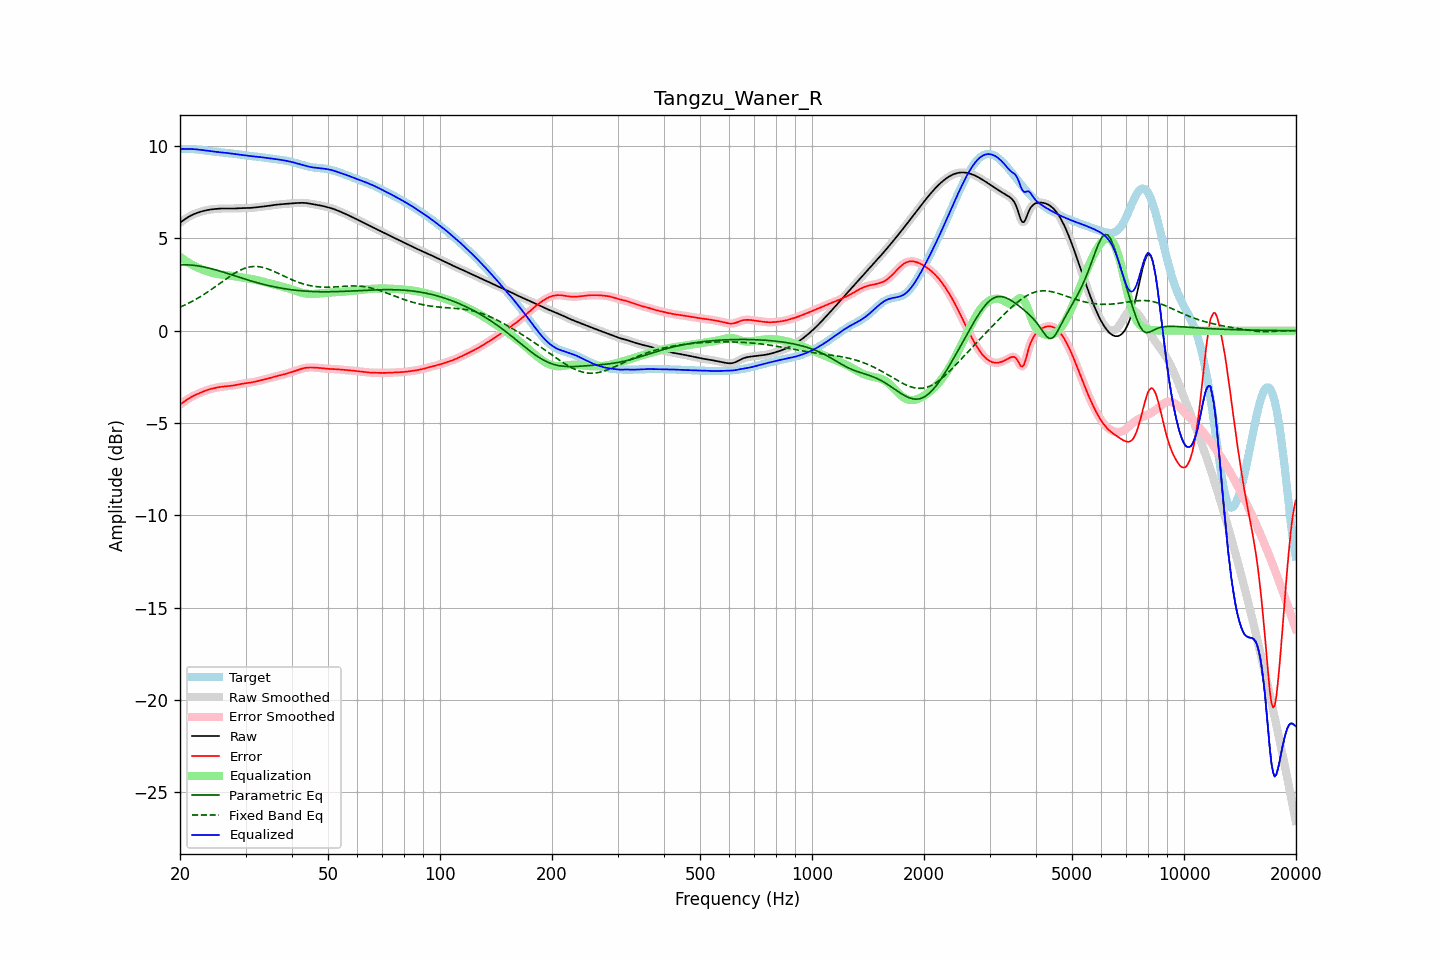 Tangzu_Waner_R
10
5
0
−5
−10
−15
−20
−25
Amplitude (dBr)
Target
Raw Smoothed
Error Smoothed
Raw
Error
Equalization
Parametric Eq
Fixed Band Eq
Equalized
20 50 100 200 500 1000 2000 5000 10000 20000
Frequency (Hz)